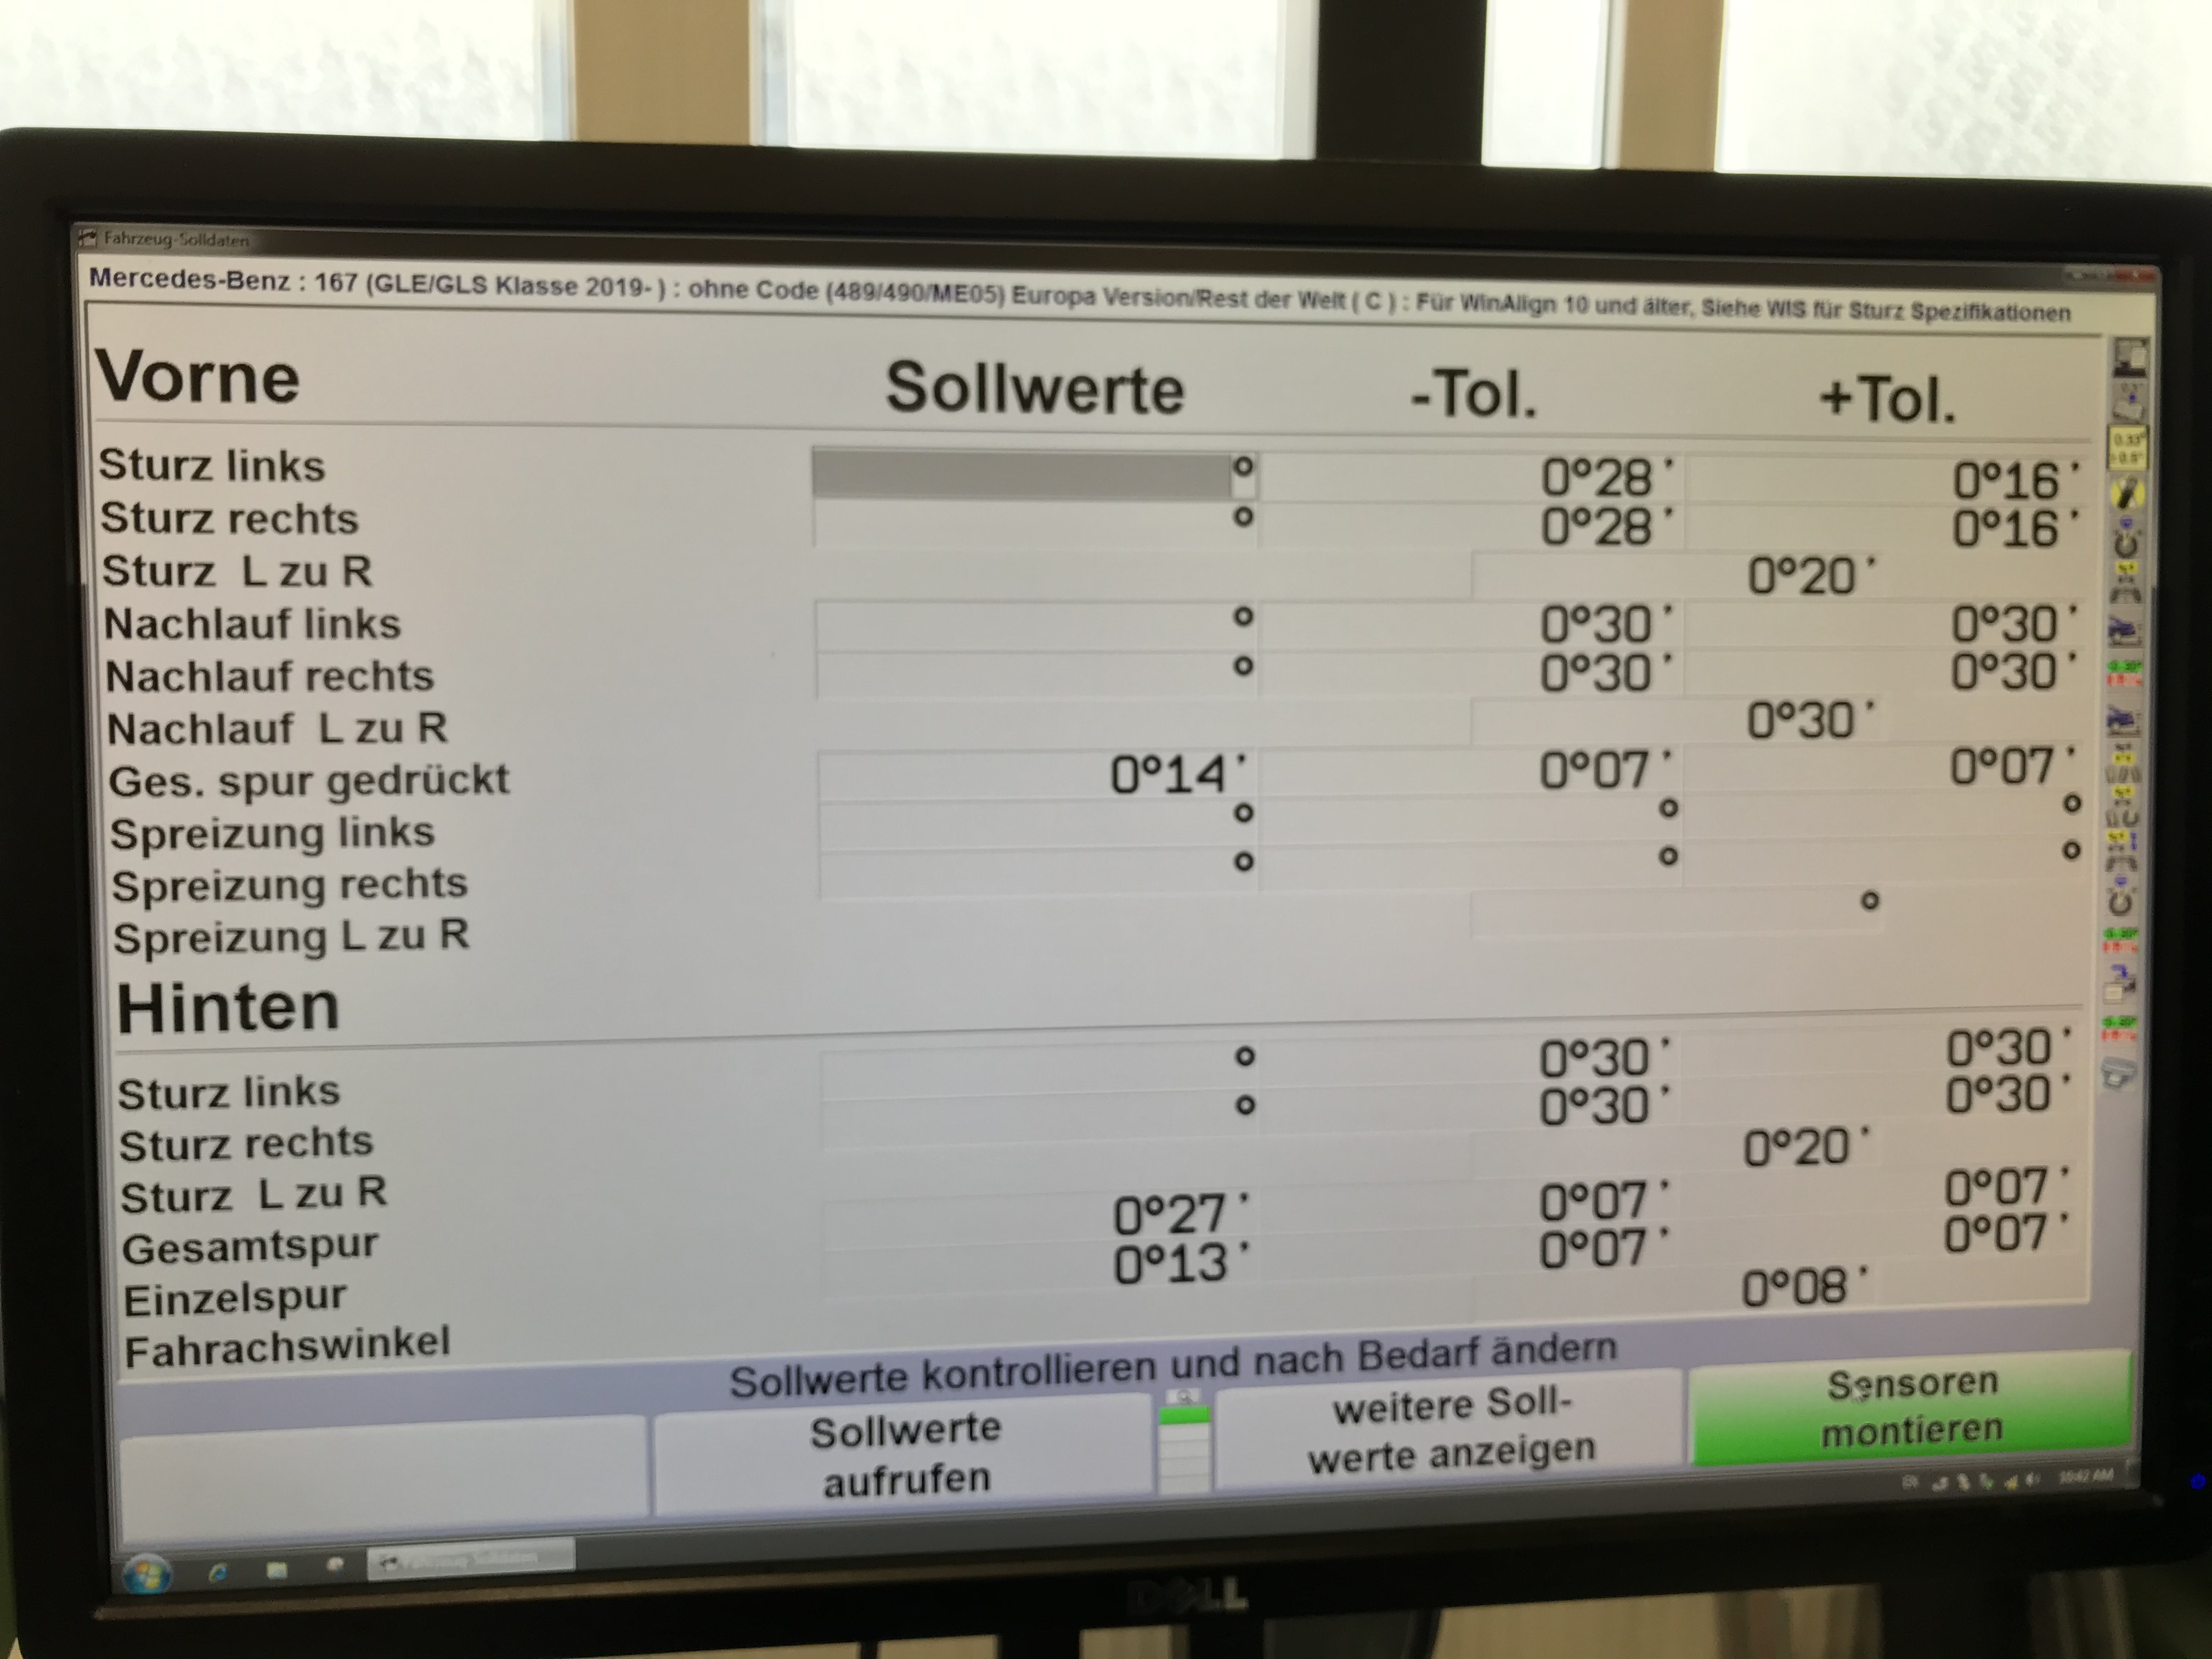 Fahrzeug-Solldaten
Mercedes-Benz : 167 (GLE/GLS Klasse 2019- ) : ohne Code (489/490/ME05) Europa Version/Rest der Welt ( C ) : Für WinAlign 10 und älter, Siehe WIS für Sturz Spezifikationen
Vorne Sollwerte -Tol. +Tol.
Sturz links ° 0°28' 0°16'
Sturz rechts ° 0°28' 0°16'
Sturz L zu R 0°20'
Nachlauf links ° 0°30' 0°30'
Nachlauf rechts ° 0°30' 0°30'
Nachlauf L zu R 0°30'
Ges. spur gedrückt 0°14' 0°07' 0°07'
Spreizung links ° ° °
Spreizung rechts ° ° °
Spreizung L zu R °
Hinten
Sturz links ° 0°30' 0°30'
Sturz rechts ° 0°30' 0°30'
Sturz L zu R 0°20'
Gesamtspur 0°27' 0°07' 0°07'
Einzelspur 0°13' 0°07' 0°07'
Fahrachswinkel 0°08'
Sollwerte kontrollieren und nach Bedarf ändern
Sollwerte
aufrufen
weitere Soll-
werte anzeigen
Sensoren
montieren
10:42 AM
DELL